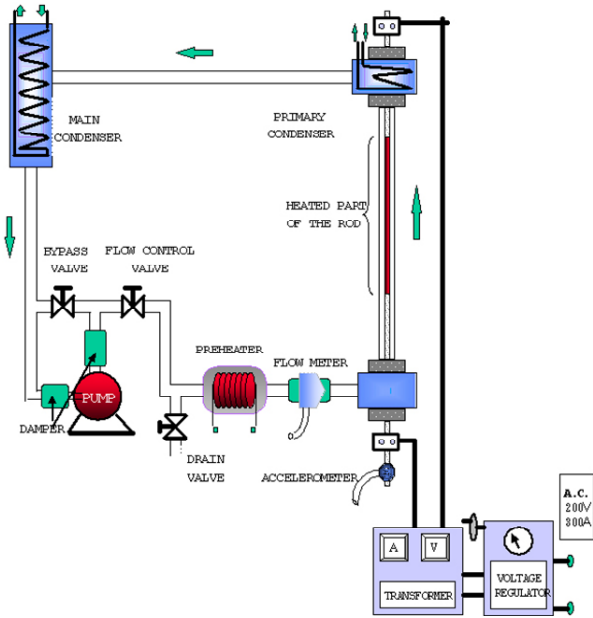 MAIN
CONDENSER
PRIMARY
CONDENSER
HEATED PART
OF THE ROD
BYPASS
VALVE
FLOW CONTROL
VALVE
PREHEATER
FLOW METER
PUMP
DAMPER
DRAIN
VALVE
ACCELEROMETER
A.C.
200V
800A
A
V
TRANSFORMER
VOLTAGE
REGULATOR